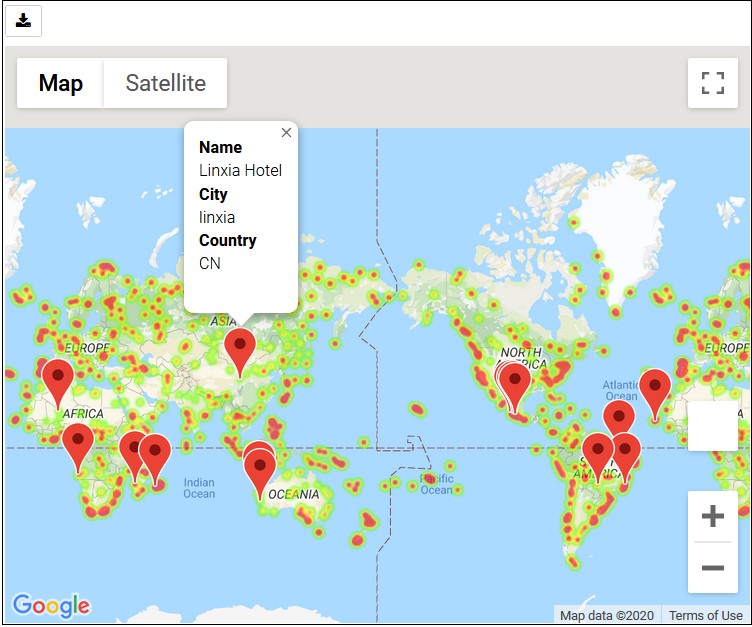 Map
Satellite
Name
Linxia Hotel
City
linxia
Country
CN
ASIA
EUROPE
NORTH
AMERICA
EUROPE
AFRICA
Atlantic
Ocean
Indian
Ocean
OCEANIA
Pacific
Ocean
AMERICA
Google
Map data ©2020
Terms of Use